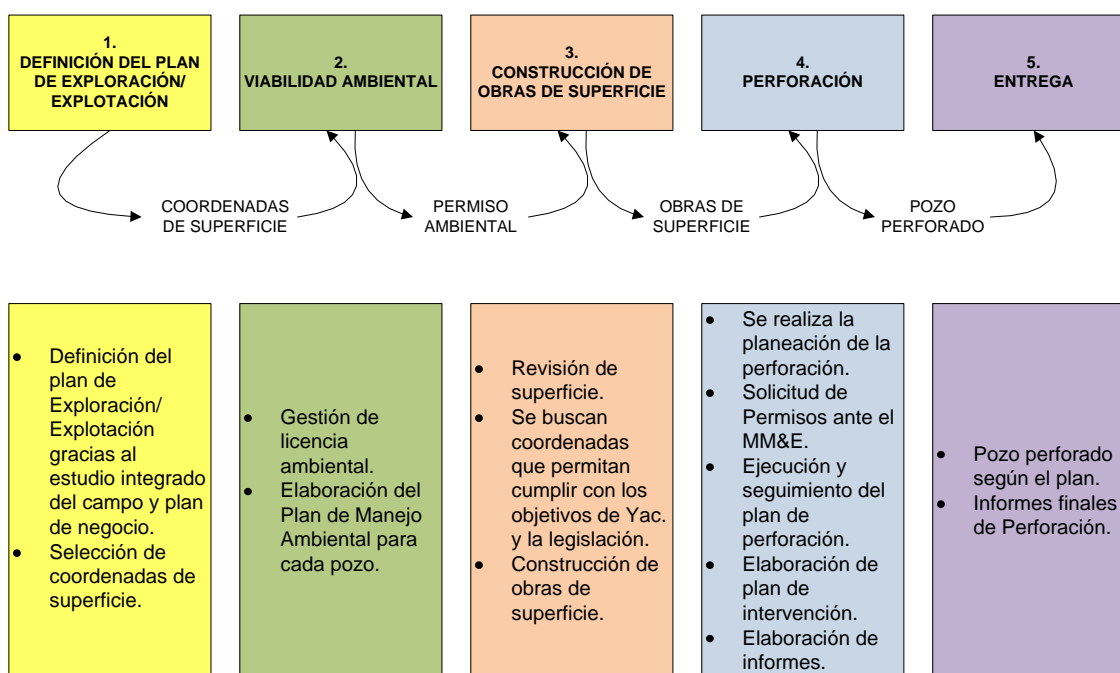 1.
DEFINICIÓN DEL PLAN
DE EXPLORACIÓN/
EXPLOTACIÓN
2.
VIABILIDAD AMBIENTAL
3.
CONSTRUCCIÓN DE
OBRAS DE SUPERFICIE
4.
PERFORACIÓN
5.
ENTREGA
COORDENADAS
DE SUPERFICIE
PERMISO
AMBIENTAL
OBRAS DE
SUPERFICIE
POZO
PERFORADO
• Definición del
plan de
Exploración/
Explotación
gracias al
estudio integrado
del campo y plan
de negocio.
• Selección de
coordenadas de
superficie.
• Gestión de
licencia
ambiental.
• Elaboración del
Plan de Manejo
Ambiental para
cada pozo.
• Revisión de
superficie.
• Se buscan
coordenadas
que permitan
cumplir con los
objetivos de Yac.
y la legislación.
• Construcción de
obras de
superficie.
• Se realiza la
planeación de la
perforación.
• Solicitud de
Permisos ante el
MM&E.
• Ejecución y
seguimiento del
plan de
perforación.
• Elaboración de
plan de
intervención.
• Elaboración de
informes.
• Pozo perforado
según el plan.
• Informes finales
de Perforación.